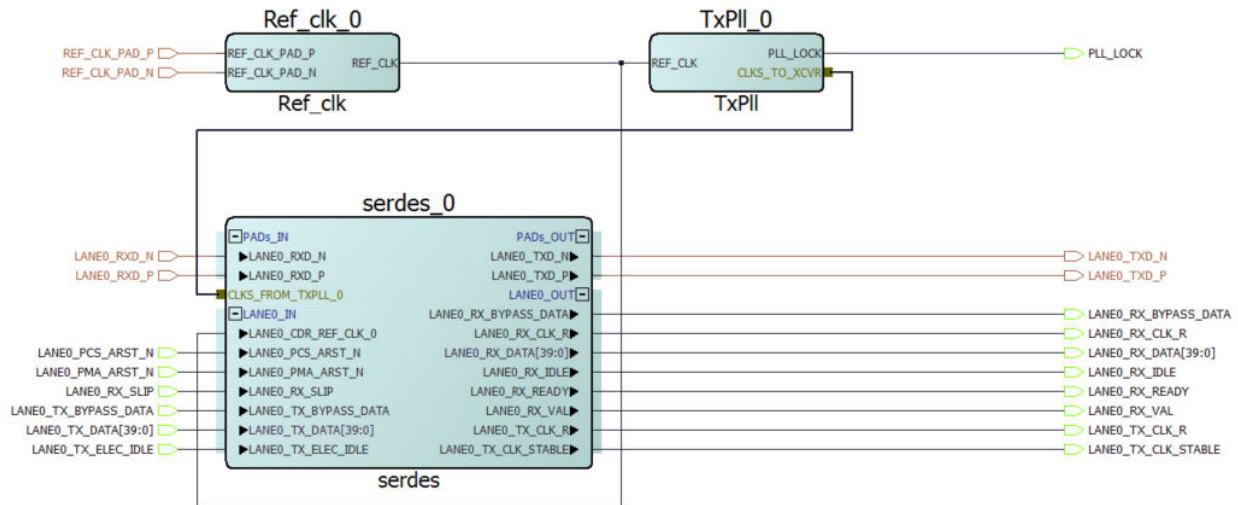 Ref_clk_0
TxPll_0
REF_CLK_PAD_P
REF_CLK_PAD_P
REF_CLK
REF_CLK
PLL_LOCK
PLL_LOCK
REF_CLK_PAD_N
REF_CLK_PAD_N
CLKS_TO_XCVR
Ref_clk
TxPll
serdes_0
PADs_IN
PADs_OUT
LANE0_RXD_N
LANE0_RXD_N
LANE0_TXD_N
LANE0_TXD_N
LANE0_RXD_P
LANE0_RXD_P
LANE0_TXD_P
LANE0_TXD_P
CLKS_FROM_TXPLL_0
LANE0_OUT
LANE0_IN
LANE0_RX_BYPASS_DATA
LANE0_RX_BYPASS_DATA
LANE0_CDR_REF_CLK_0
LANE0_RX_CLK_R
LANE0_RX_CLK_R
LANE0_PCS_ARST_N
LANE0_PCS_ARST_N
LANE0_RX_DATA[39:0]
LANE0_RX_DATA[39:0]
LANE0_PMA_ARST_N
LANE0_PMA_ARST_N
LANE0_RX_IDLE
LANE0_RX_IDLE
LANE0_RX_SLIP
LANE0_RX_SLIP
LANE0_RX_READY
LANE0_RX_READY
LANE0_TX_BYPASS_DATA
LANE0_TX_BYPASS_DATA
LANE0_RX_VAL
LANE0_RX_VAL
LANE0_TX_DATA[39:0]
LANE0_TX_DATA[39:0]
LANE0_TX_CLK_R
LANE0_TX_CLK_R
LANE0_TX_ELEC_IDLE
LANE0_TX_ELEC_IDLE
LANE0_TX_CLK_STABLE
LANE0_TX_CLK_STABLE
serdes